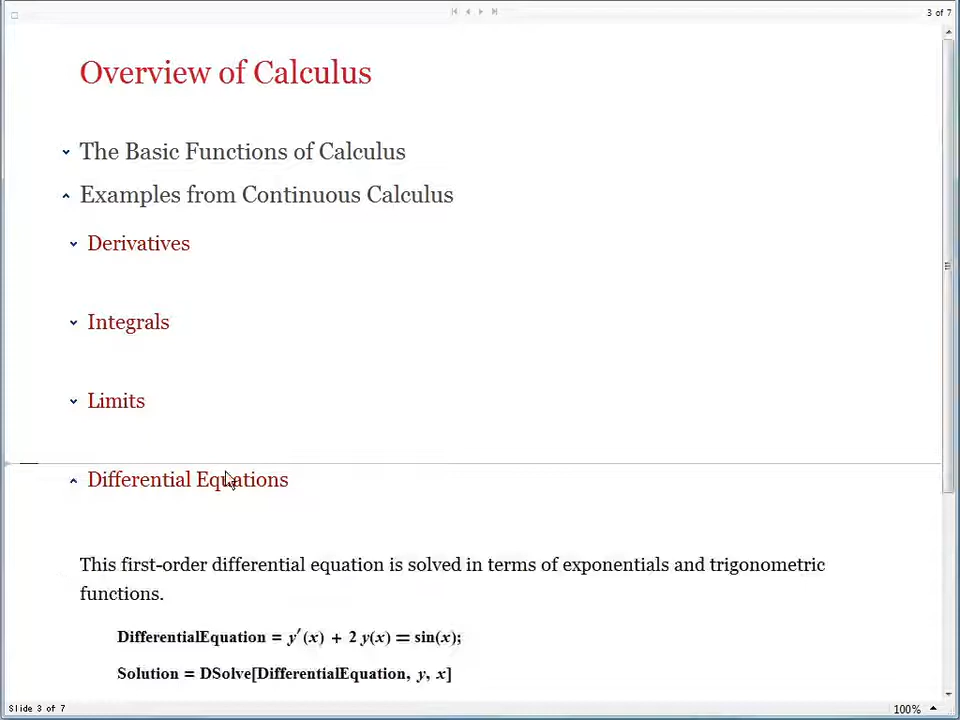 3 of 7
Overview of Calculus
The Basic Functions of Calculus
Examples from Continuous Calculus
Derivatives
Integrals
Limits
Differential Equations
This first-order differential equation is solved in terms of exponentials and trigonometric
functions.
DifferentialEquation = y′(x) + 2 y(x) == sin(x);
Solution = DSolve[DifferentialEquation, y, x]
Slide 3 of 7
100%